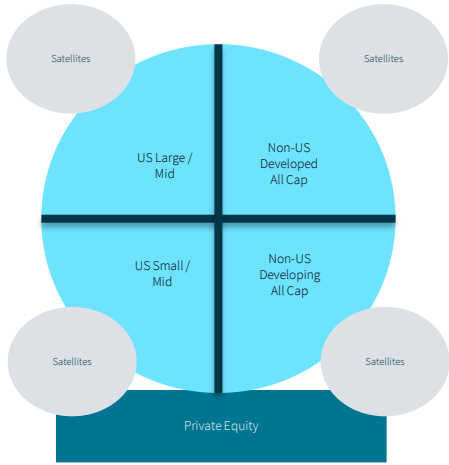 Satellites
Satellites
US Large /
Mid
Non-US
Developed
All Cap
US Small /
Mid
Non-US
Developing
All Cap
Satellites
Satellites
Private Equity